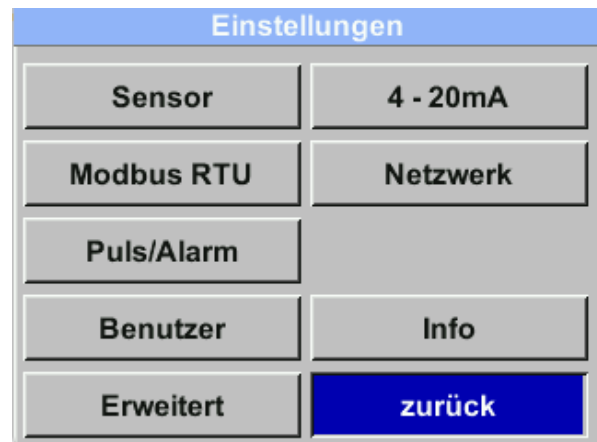 Einstellungen
Sensor
4 - 20mA
Modbus RTU
Netzwerk
Puls/Alarm
Benutzer
Info
Erweitert
zurück